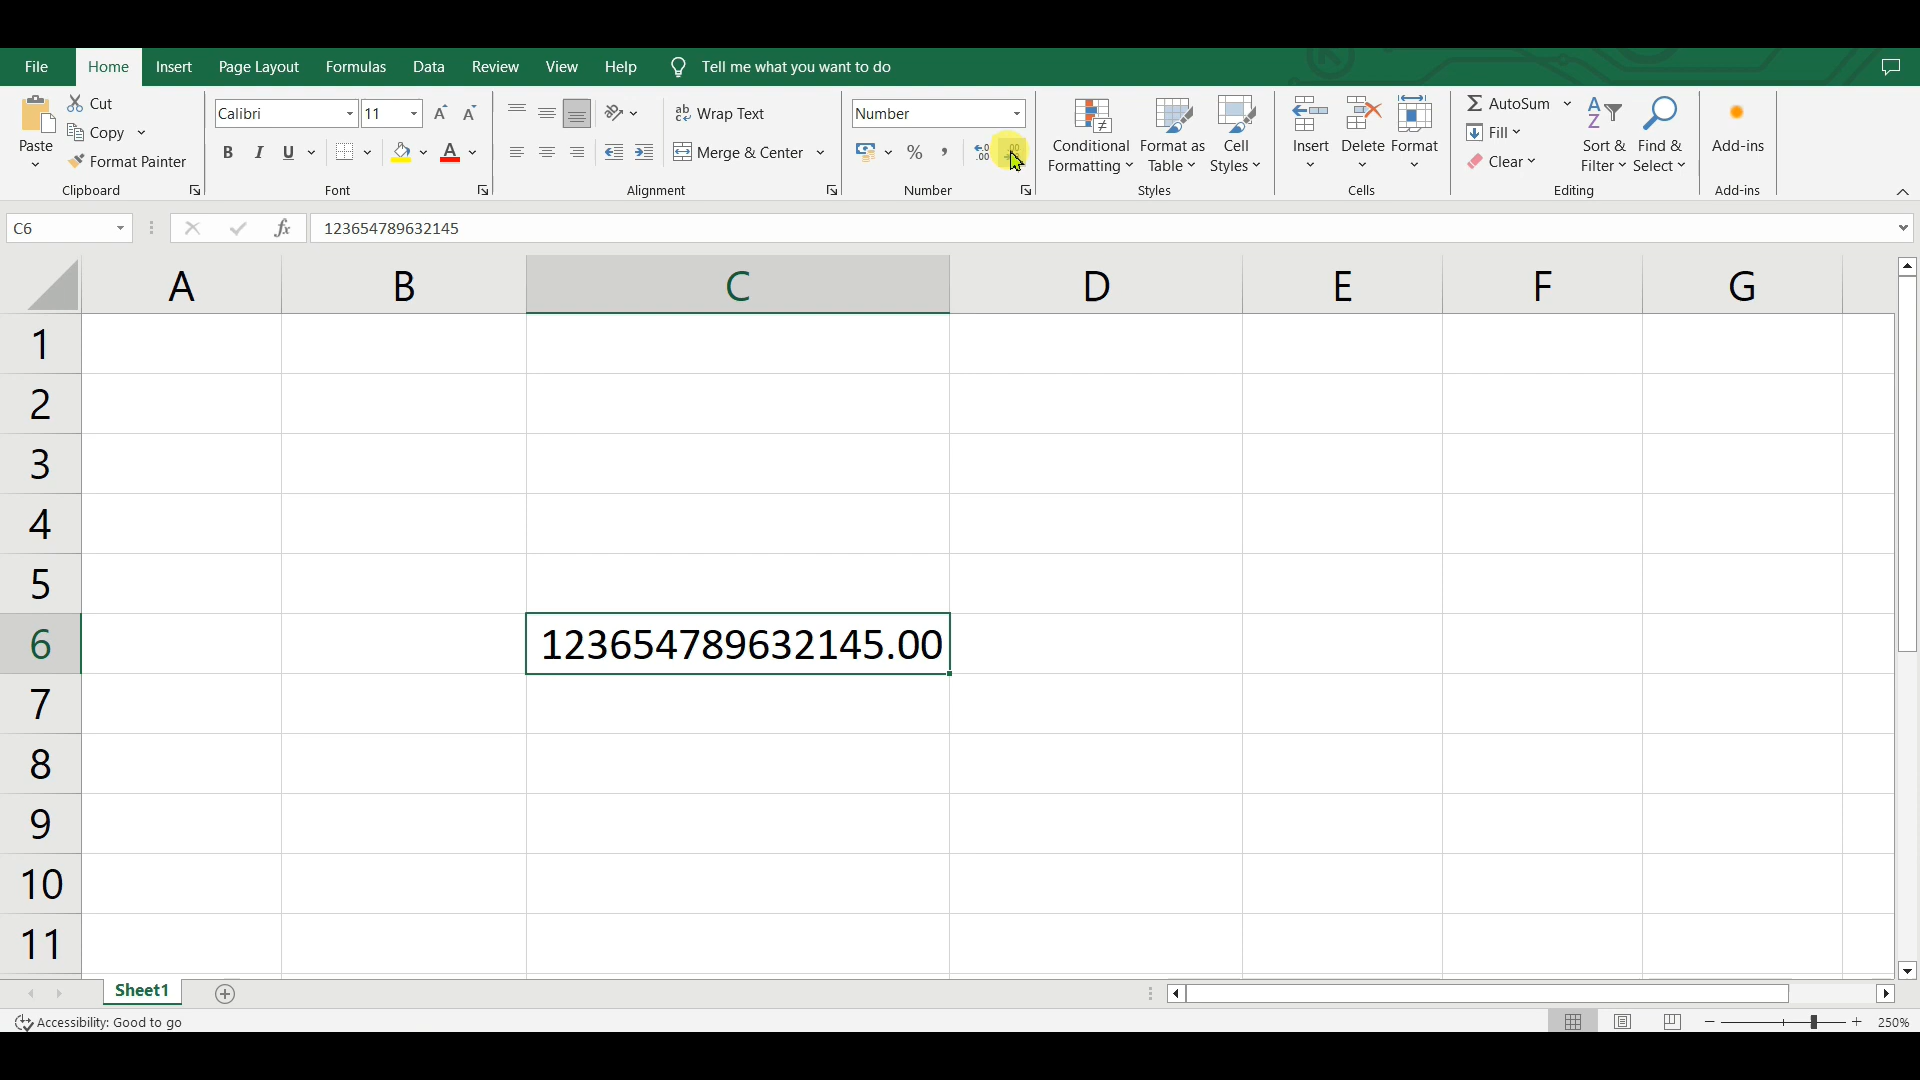 File Home Insert Page Layout Formulas Data Review View Help Tell me what you want to do
Paste
Cut
Copy
Format Painter
Clipboard
Calibri 11 A A
B I U A
Font
ab Wrap Text
Merge & Center
Alignment
Number
% ,
Number
Conditional Formatting
Format as Table
Cell Styles
Styles
Insert Delete Format
Cells
AutoSum
Fill
Clear
Sort & Filter
Find & Select
Editing
Add-ins
Add-ins
C6 fx 123654789632145
A B C D E F G
1
2
3
4
5
6 123654789632145.00
7
8
9
10
11
Sheet1
Accessibility: Good to go 250%